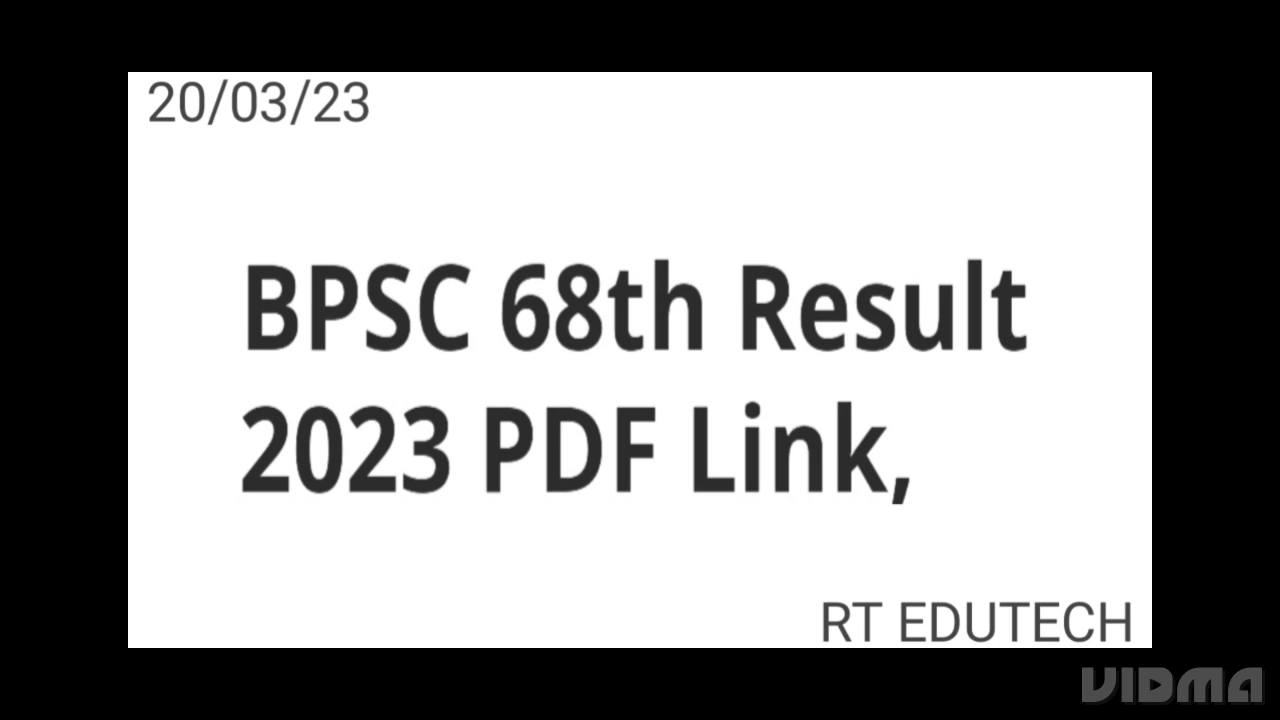 20/03/23
BPSC 68th Result
2023 PDF Link,
RT EDUTECH
VIDMA